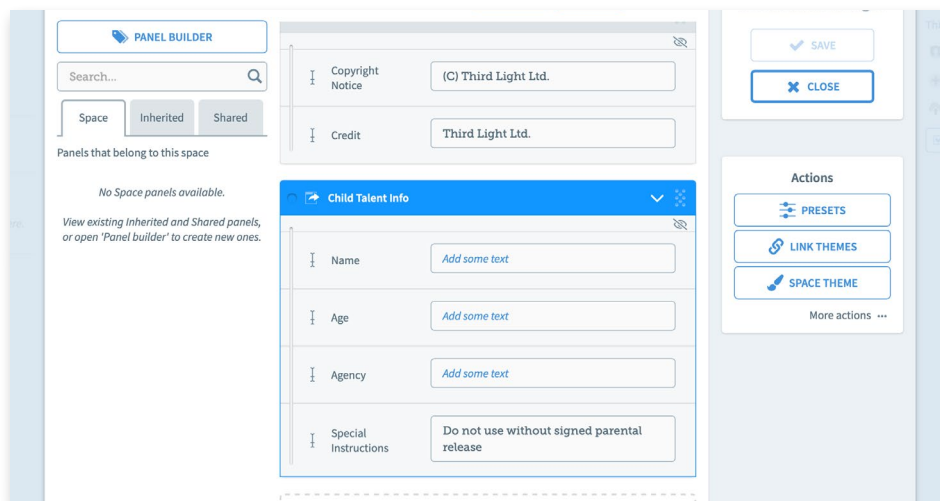 PANEL BUILDER
Search...
Space
Inherited
Shared
Panels that belong to this space
No Space panels available.
View existing Inherited and Shared panels,
or open 'Panel builder' to create new ones.
Copyright
Notice
(C) Third Light Ltd.
Credit
Third Light Ltd.
Child Talent Info
Name
Add some text
Age
Add some text
Agency
Add some text
Special
Instructions
Do not use without signed parental
release
SAVE
CLOSE
Actions
PRESETS
LINK THEMES
SPACE THEME
More actions ...